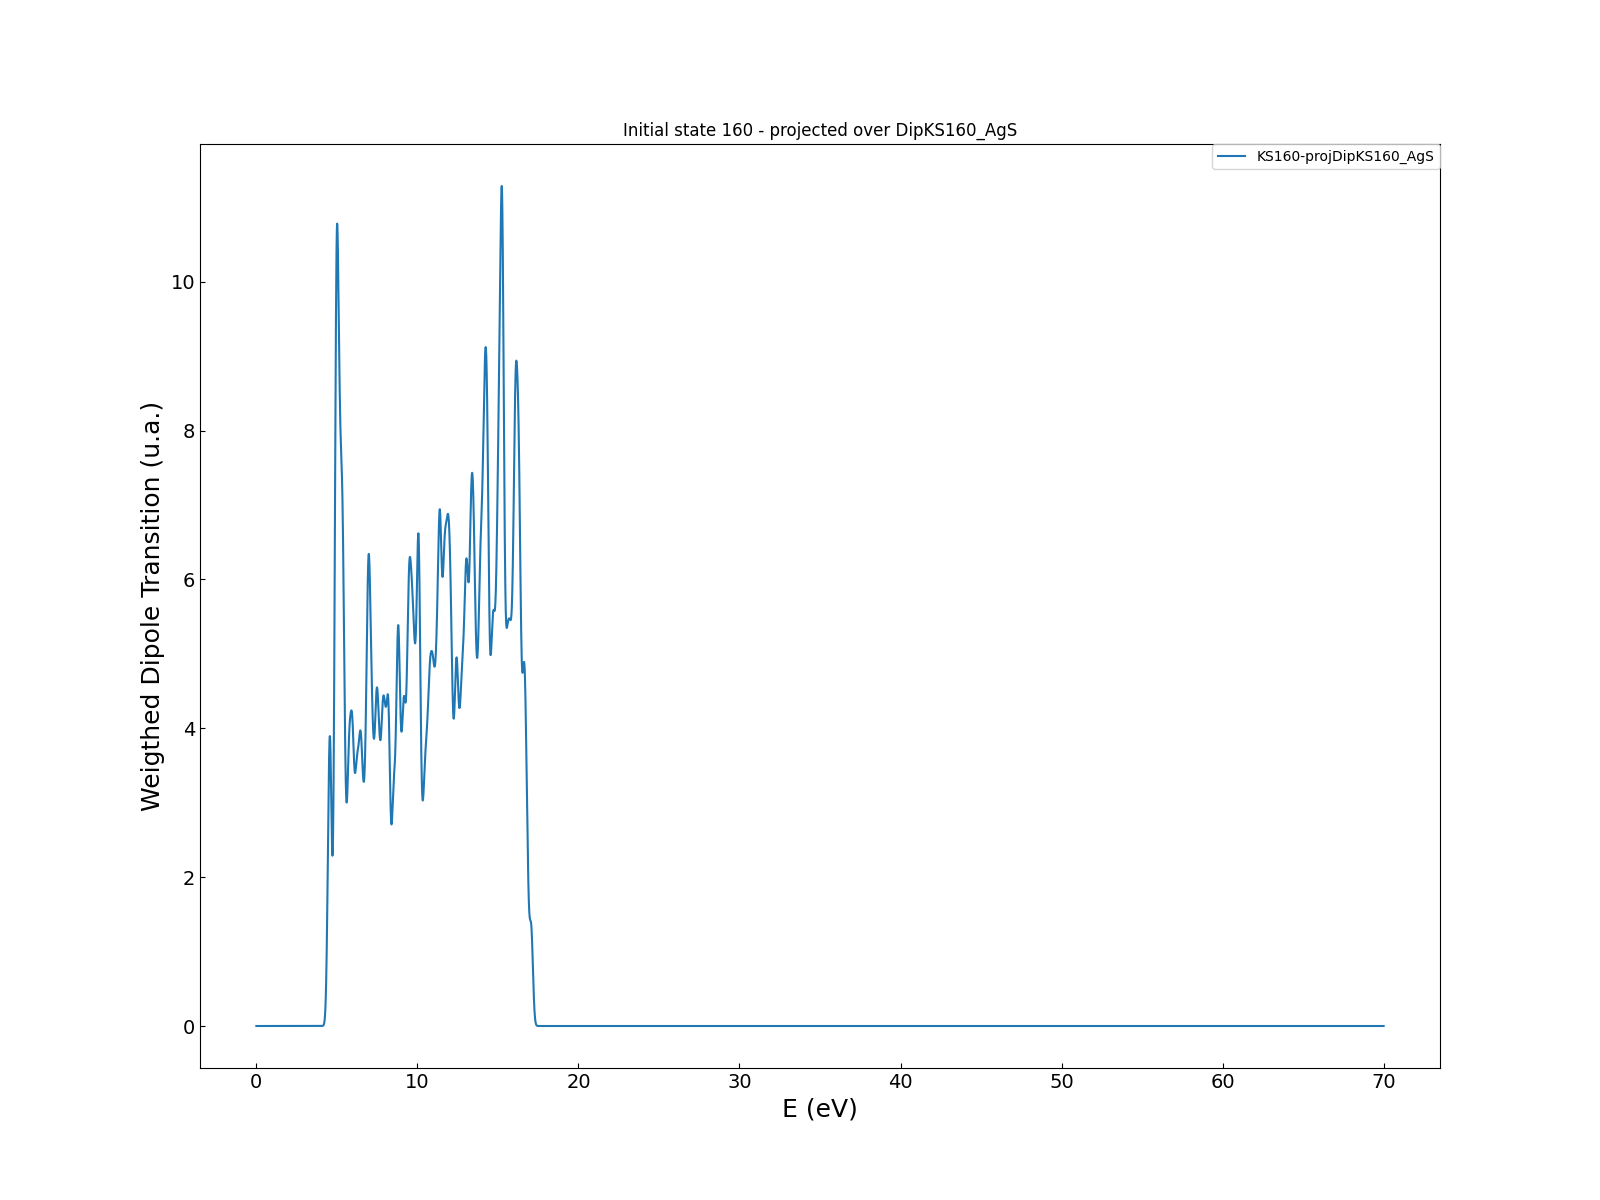 Initial state 160 - projected over DipKS160_AgS
KS160-projDipKS160_AgS
Weigthed Dipole Transition (u.a.)
10
8
6
4
2
0
0 10 20 30 40 50 60 70
E (eV)